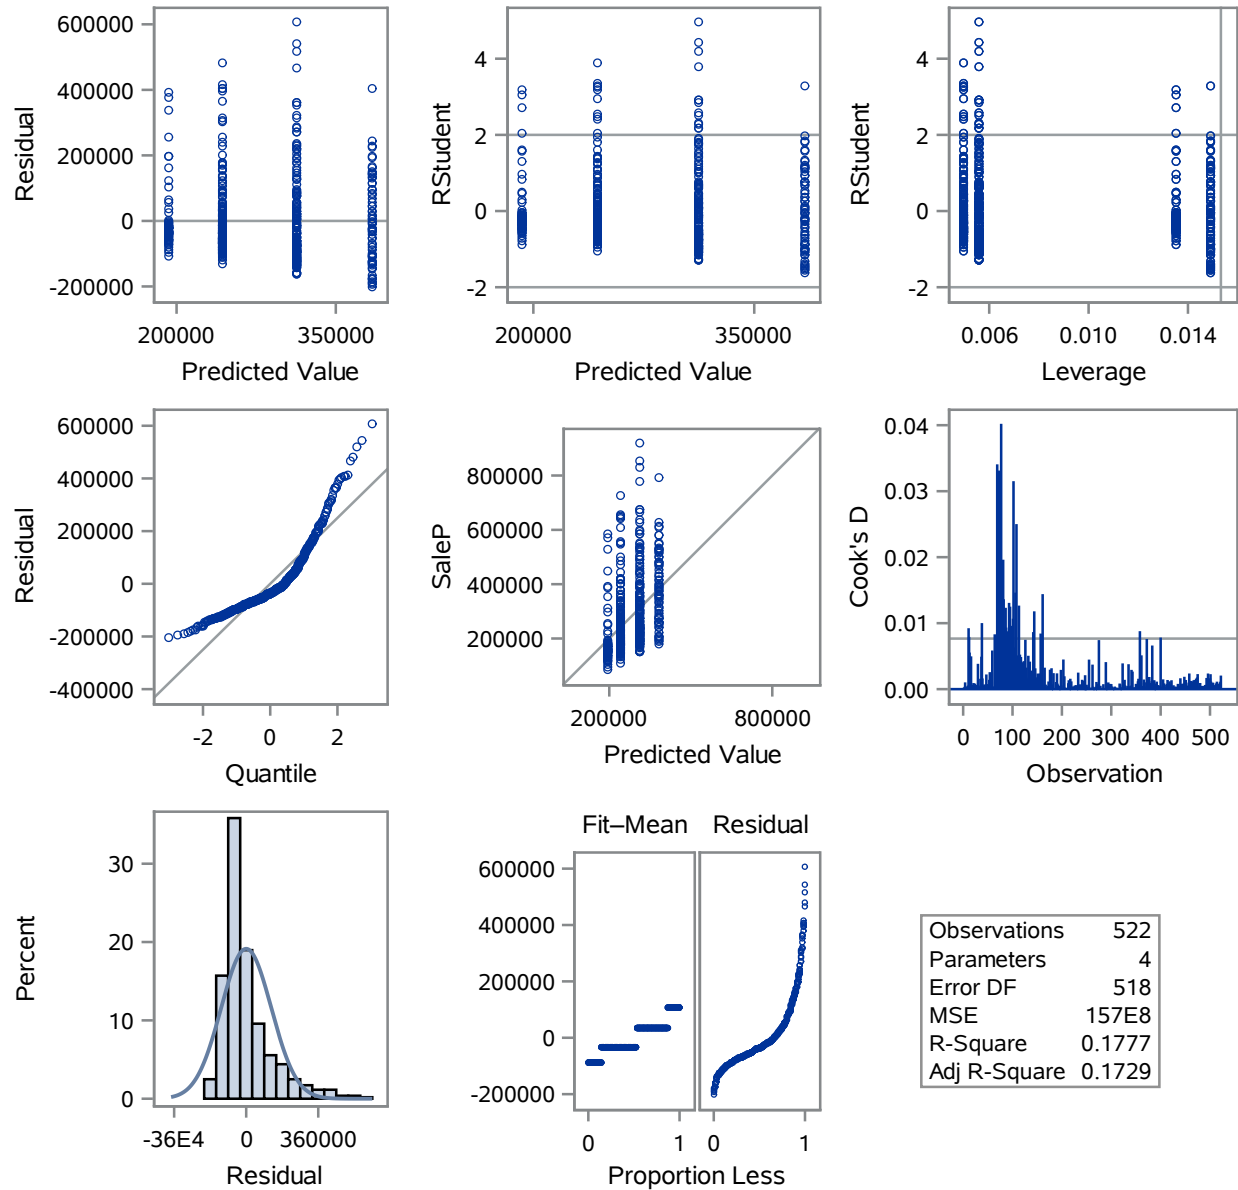 600000
400000
200000
0
-200000
Residual
200000 350000
Predicted Value
4
2
0
-2
RStudent
200000 350000
Predicted Value
4
2
0
-2
RStudent
0.006 0.010 0.014
Leverage
600000
400000
200000
0
-200000
-400000
Residual
-2 0 2
Quantile
800000
600000
400000
200000
SaleP
200000 800000
Predicted Value
0.04
0.03
0.02
0.01
0.00
Cook's D
0 100 200 300 400 500
Observation
30
20
10
0
Percent
-36E4 0 360000
Residual
Fit–Mean Residual
600000
400000
200000
0
-200000
0 1 0 1
Proportion Less
Observations 522
Parameters 4
Error DF 518
MSE 157E8
R-Square 0.1777
Adj R-Square 0.1729